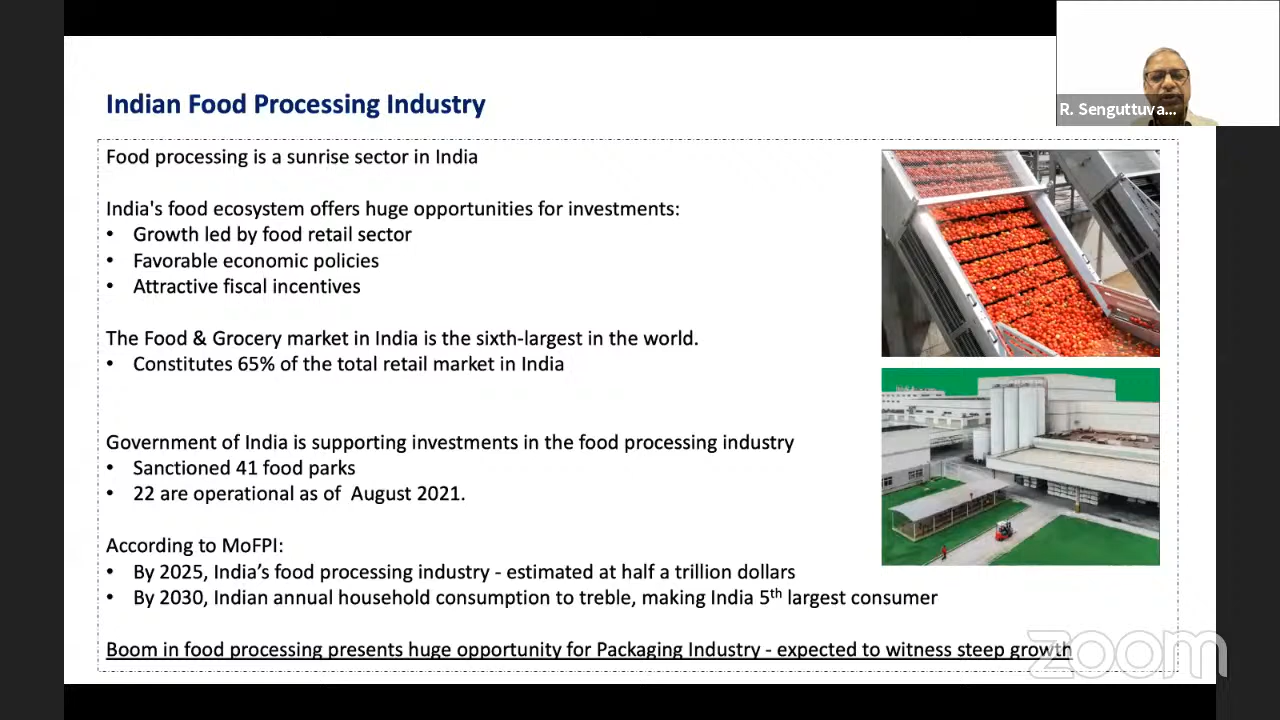 Indian Food Processing Industry
R. Senguttuva...
Food processing is a sunrise sector in India
India's food ecosystem offers huge opportunities for investments:
• Growth led by food retail sector
• Favorable economic policies
• Attractive fiscal incentives
The Food & Grocery market in India is the sixth-largest in the world.
• Constitutes 65% of the total retail market in India
Government of India is supporting investments in the food processing industry
• Sanctioned 41 food parks
• 22 are operational as of August 2021.
According to MoFPI:
• By 2025, India’s food processing industry - estimated at half a trillion dollars
• By 2030, Indian annual household consumption to treble, making India 5th largest consumer
Boom in food processing presents huge opportunity for Packaging Industry - expected to witness steep growth
zoom